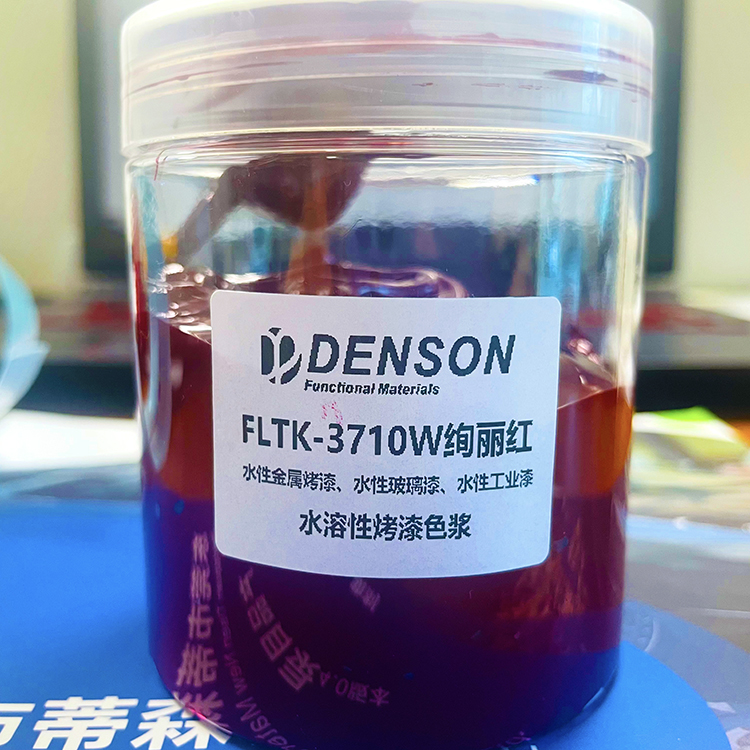 DENSON
Functional Materials
FLTK-3710W绚丽红
水性金属烤漆、水性玻璃漆、水性工业漆
水溶性烤漆色浆
蒂森